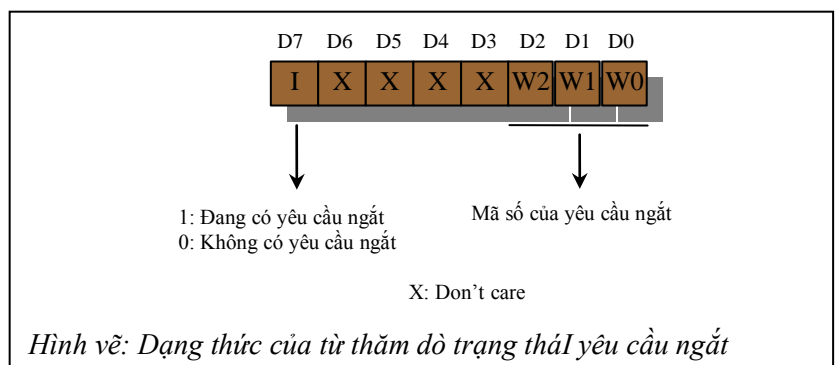 D7 D6 D5 D4 D3 D2 D1 D0
I X X X X W2 W1 W0
1: Đang có yêu cầu ngắt
0: Không có yêu cầu ngắt
Mã số của yêu cầu ngắt
X: Don't care
Hình vẽ: Dạng thức của từ thăm dò trạng tháI yêu cầu ngắt